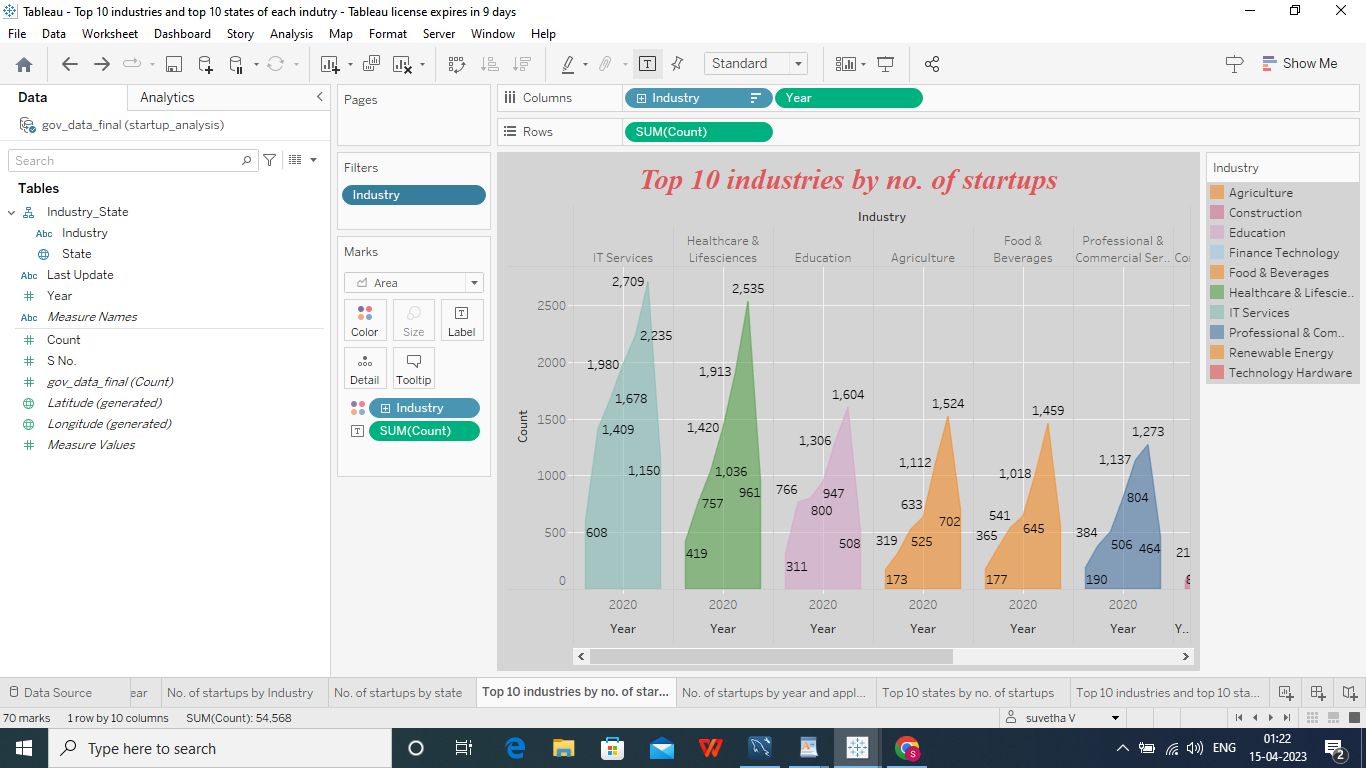 Tableau - Top 10 industries and top 10 states of each indutry - Tableau license expires in 9 days
File Data Worksheet Dashboard Story Analysis Map Format Server Window Help
Standard
Show Me
Data Analytics
gov_data_final (startup_analysis)
Search
Tables
Industry_State
Abc Industry
State
Abc Last Update
Year
Abc Measure Names
Count
S No.
gov_data_final (Count)
Latitude (generated)
Longitude (generated)
Measure Values
Pages
Filters
Industry
Marks
Area
Color Size Label
Detail Tooltip
Industry
SUM(Count)
Columns Industry Year
Rows SUM(Count)
Top 10 industries by no. of startups
Industry
IT Services
Healthcare &
Lifesciences
Education
Agriculture
Food &
Beverages
Professional &
Commercial Ser..
Count
2500
2000
1500
1000
500
0
608 1,409 1,678 1,980 2,235 2,709 1,150
419 757 1,036 1,420 1,913 2,535 961
311 766 800 947 1,306 1,604 508
173 319 525 633 1,112 1,524 702
177 365 541 645 1,018 1,459
190 384 506 804 1,137 1,273 464
2020 2020 2020 2020 2020 2020
Year Year Year Year Year Year Y..
Industry
Agriculture
Construction
Education
Finance Technology
Food & Beverages
Healthcare & Lifescie..
IT Services
Professional & Com..
Renewable Energy
Technology Hardware
Data Source
ear
No. of startups by Industry
No. of startups by state
Top 10 industries by no. of star...
No. of startups by year and appl...
Top 10 states by no. of startups
Top 10 industries and top 10 sta...
70 marks 1 row by 10 columns SUM(Count): 54.568
suvetha V
Type here to search
ENG
01:22
15-04-2023
2